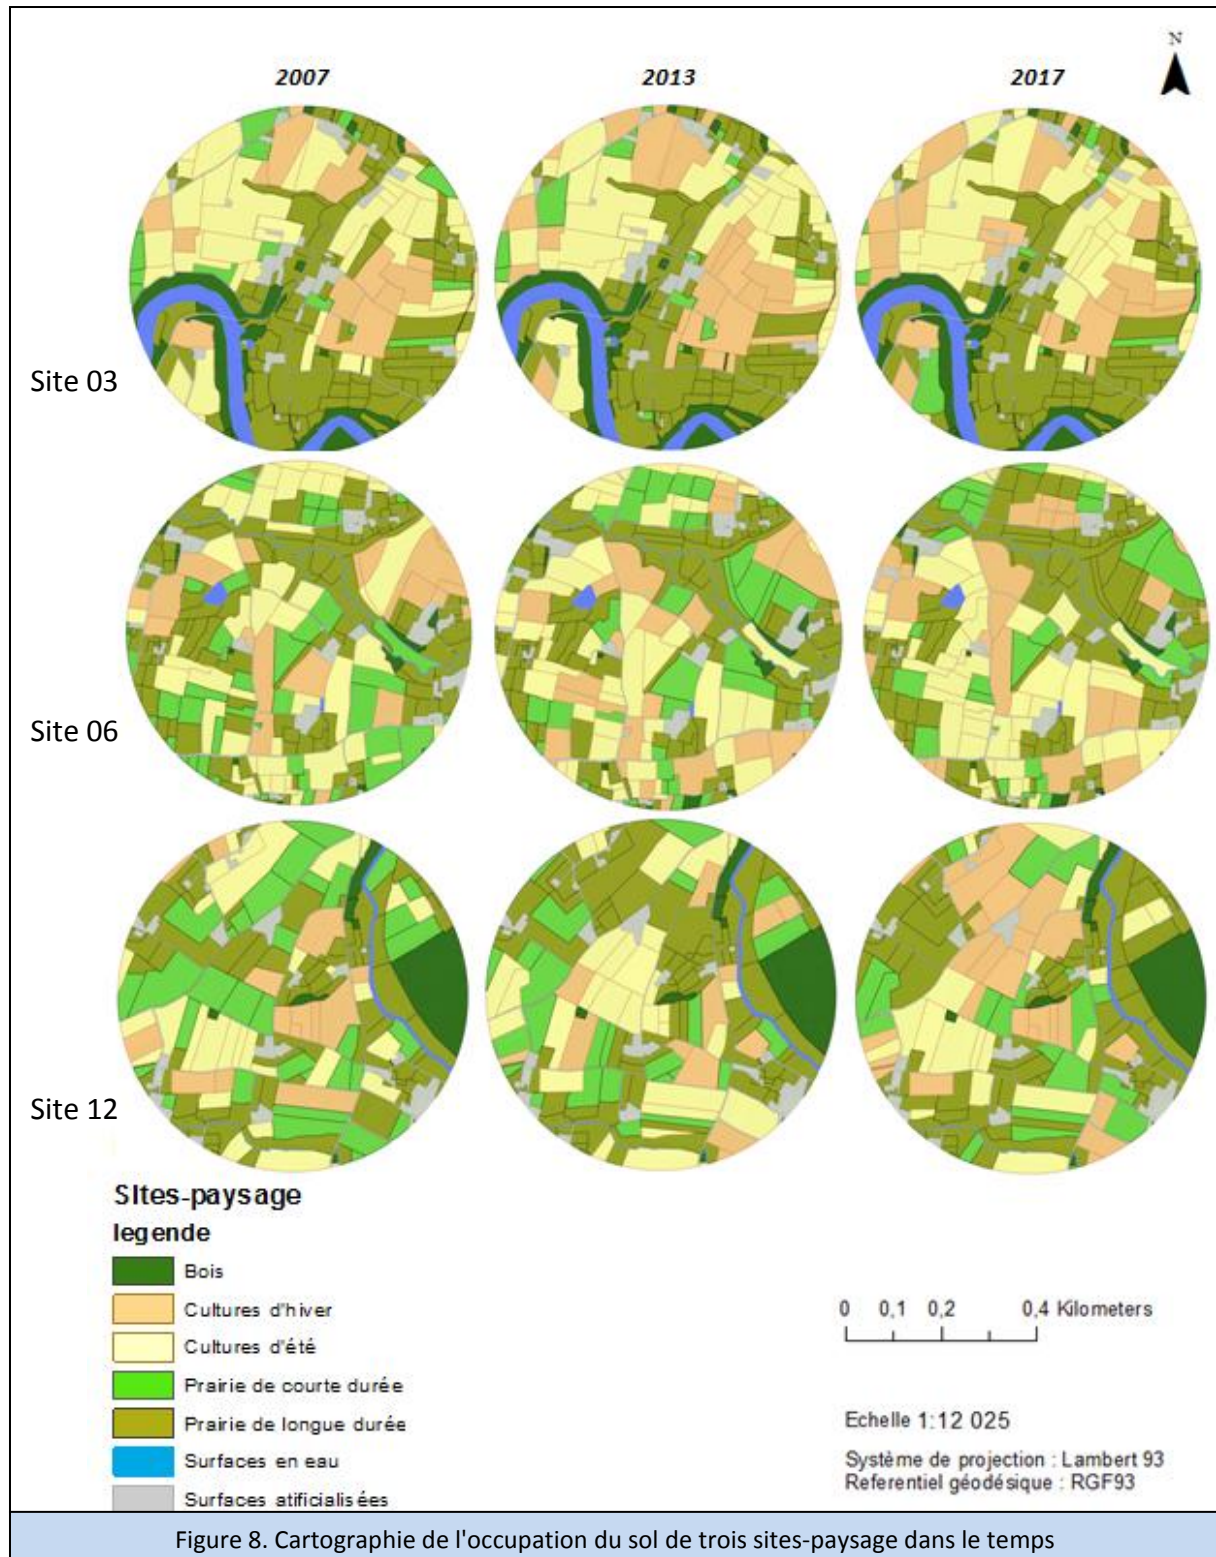 N
2007 2013 2017
Site 03
Site 06
Site 12
Sites-paysage
legende
Bois
Cultures d'hiver
Cultures d'été
Prairie de courte durée
Prairie de longue durée
Surfaces en eau
Surfaces atificialisées
0 0,1 0,2 0,4 Kilometers
Echelle 1:12 025
Système de projection : Lambert 93
Referentiel géodésique : RGF93
Figure 8. Cartographie de l'occupation du sol de trois sites-paysage dans le temps